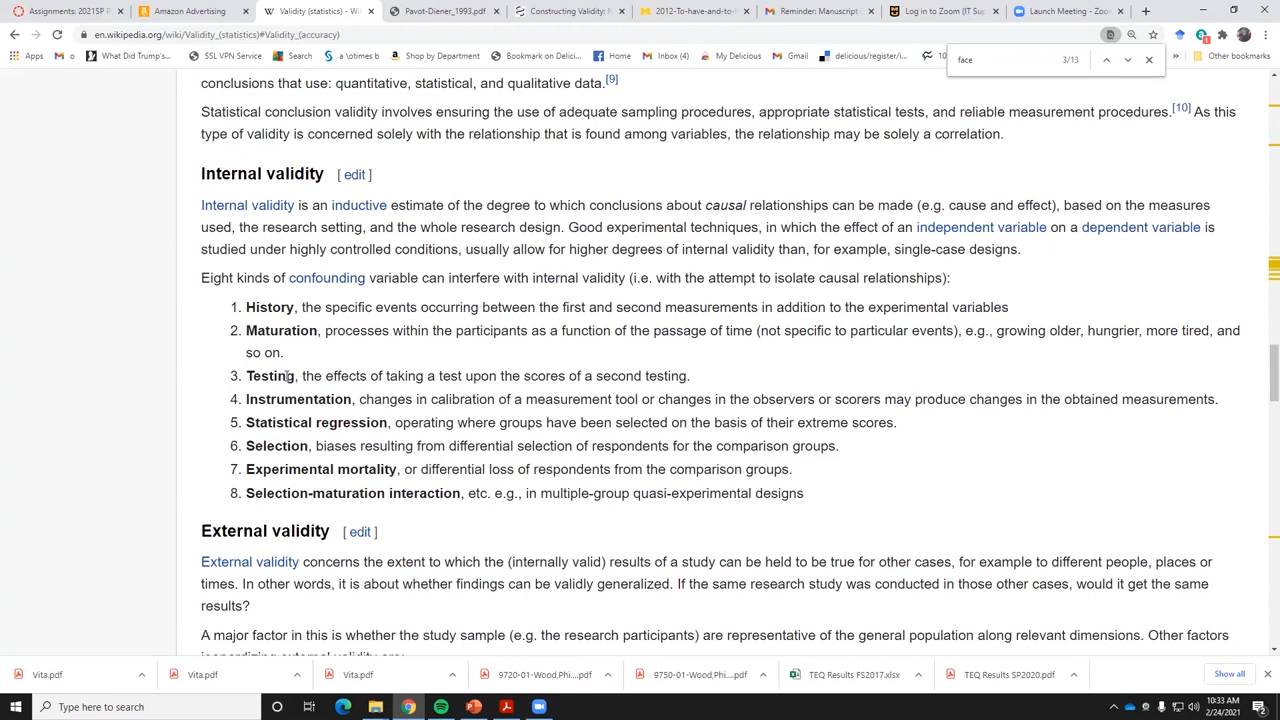 Assignments: 2021SP R
Amazon Advertising
Validity (statistics) - Wi
Pavot-Diener_1993.pdf
Constructing Validity: N
2012-To-have-and-to-
Reminder: Manuscript F
Log in to Zoom (IT Su
Launch Meeting - Zoo
en.wikipedia.org/wiki/Validity_(statistics)#Validity_(accuracy)
Apps
What Did Trump's...
SSL VPN Service
Search
a \otimes b
Shop by Department
Bookmark on Delici...
Home
Inbox (4)
My Delicious
Gmail
delicious/register/i...
10
Other bookmarks
face 3/13
conclusions that use: quantitative, statistical, and qualitative data.[9]
Statistical conclusion validity involves ensuring the use of adequate sampling procedures, appropriate statistical tests, and reliable measurement procedures.[10] As this
type of validity is concerned solely with the relationship that is found among variables, the relationship may be solely a correlation.
Internal validity [ edit ]
Internal validity is an inductive estimate of the degree to which conclusions about causal relationships can be made (e.g. cause and effect), based on the measures
used, the research setting, and the whole research design. Good experimental techniques, in which the effect of an independent variable on a dependent variable is
studied under highly controlled conditions, usually allow for higher degrees of internal validity than, for example, single-case designs.
Eight kinds of confounding variable can interfere with internal validity (i.e. with the attempt to isolate causal relationships):
1. History, the specific events occurring between the first and second measurements in addition to the experimental variables
2. Maturation, processes within the participants as a function of the passage of time (not specific to particular events), e.g., growing older, hungrier, more tired, and
so on.
3. Testing, the effects of taking a test upon the scores of a second testing.
4. Instrumentation, changes in calibration of a measurement tool or changes in the observers or scorers may produce changes in the obtained measurements.
5. Statistical regression, operating where groups have been selected on the basis of their extreme scores.
6. Selection, biases resulting from differential selection of respondents for the comparison groups.
7. Experimental mortality, or differential loss of respondents from the comparison groups.
8. Selection-maturation interaction, etc. e.g., in multiple-group quasi-experimental designs
External validity [ edit ]
External validity concerns the extent to which the (internally valid) results of a study can be held to be true for other cases, for example to different people, places or
times. In other words, it is about whether findings can be validly generalized. If the same research study was conducted in those other cases, would it get the same
results?
A major factor in this is whether the study sample (e.g. the research participants) are representative of the general population along relevant dimensions. Other factors
Vita.pdf
Vita.pdf
Vita.pdf
9720-01-Wood,Phi....pdf
9750-01-Wood,Phi....pdf
TEQ Results FS2017.xlsx
TEQ Results SP2020.pdf
Show all
Type here to search
10:33 AM
2/24/2021